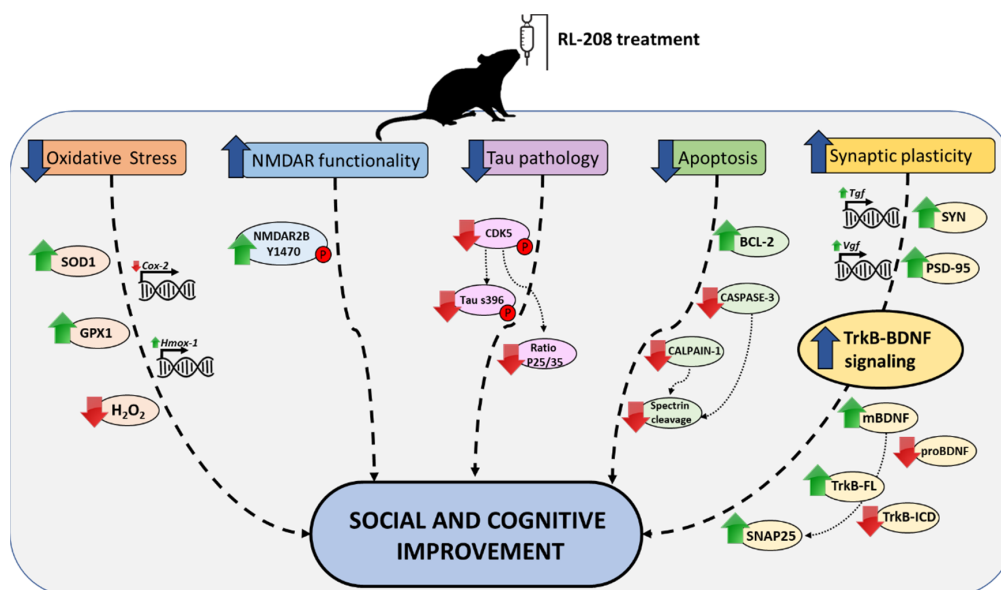 RL-208 treatment
Oxidative Stress
NMDAR functionality
Tau pathology
Apoptosis
Synaptic plasticity
SOD1
Cox-2
GPX1
Hmox-1
H₂O₂
NMDAR2B
Y1470
P
CDK5
P
Tau s396
P
Ratio
P25/35
BCL-2
CASPASE-3
CALPAIN-1
Spectrin
cleavage
Tgf
SYN
Vgf
PSD-95
TrkB-BDNF
signaling
mBDNF
proBDNF
TrkB-FL
TrkB-ICD
SNAP25
SOCIAL AND COGNITIVE
IMPROVEMENT